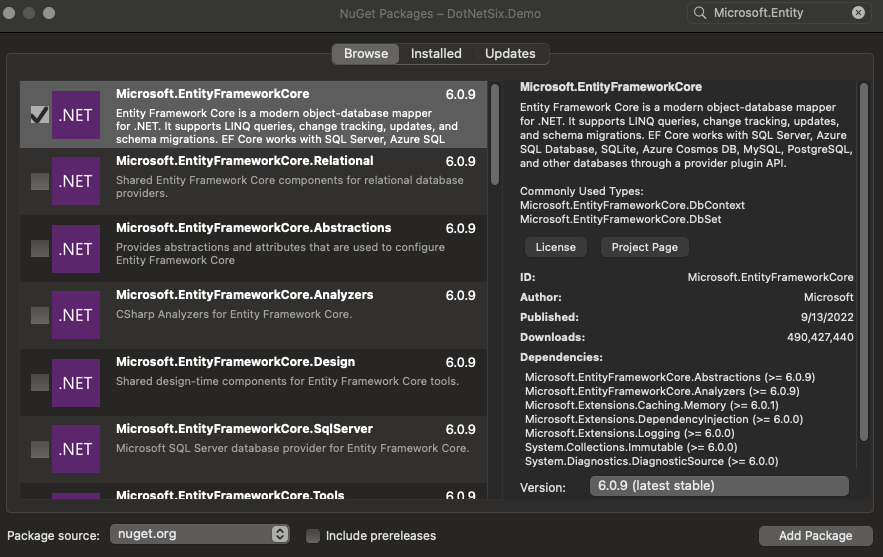 NuGet Packages – DotNetSix.Demo
Microsoft.Entity
Browse
Installed
Updates
.NET
Microsoft.EntityFrameworkCore
6.0.9
Entity Framework Core is a modern object-database mapper
for .NET. It supports LINQ queries, change tracking, updates, and
schema migrations. EF Core works with SQL Server, Azure SQL
.NET
Microsoft.EntityFrameworkCore.Relational
6.0.9
Shared Entity Framework Core components for relational database
providers.
.NET
Microsoft.EntityFrameworkCore.Abstractions
6.0.9
Provides abstractions and attributes that are used to configure
Entity Framework Core
.NET
Microsoft.EntityFrameworkCore.Analyzers
6.0.9
CSharp Analyzers for Entity Framework Core.
.NET
Microsoft.EntityFrameworkCore.Design
6.0.9
Shared design-time components for Entity Framework Core tools.
.NET
Microsoft.EntityFrameworkCore.SqlServer
6.0.9
Microsoft SQL Server database provider for Entity Framework Core.
Microsoft.EntityFrameworkCore.Tools
6.0.9
Microsoft.EntityFrameworkCore
Entity Framework Core is a modern object-database mapper
for .NET. It supports LINQ queries, change tracking, updates,
and schema migrations. EF Core works with SQL Server, Azure
SQL Database, SQLite, Azure Cosmos DB, MySQL, PostgreSQL,
and other databases through a provider plugin API.
Commonly Used Types:
Microsoft.EntityFrameworkCore.DbContext
Microsoft.EntityFrameworkCore.DbSet
License
Project Page
ID:
Microsoft.EntityFrameworkCore
Author:
Microsoft
Published:
9/13/2022
Downloads:
490,427,440
Dependencies:
Microsoft.EntityFrameworkCore.Abstractions (>= 6.0.9)
Microsoft.EntityFrameworkCore.Analyzers (>= 6.0.9)
Microsoft.Extensions.Caching.Memory (>= 6.0.1)
Microsoft.Extensions.DependencyInjection (>= 6.0.0)
Microsoft.Extensions.Logging (>= 6.0.0)
System.Collections.Immutable (>= 6.0.0)
System.Diagnostics.DiagnosticSource (>= 6.0.0)
Version:
6.0.9 (latest stable)
Package source:
nuget.org
Include prereleases
Add Package